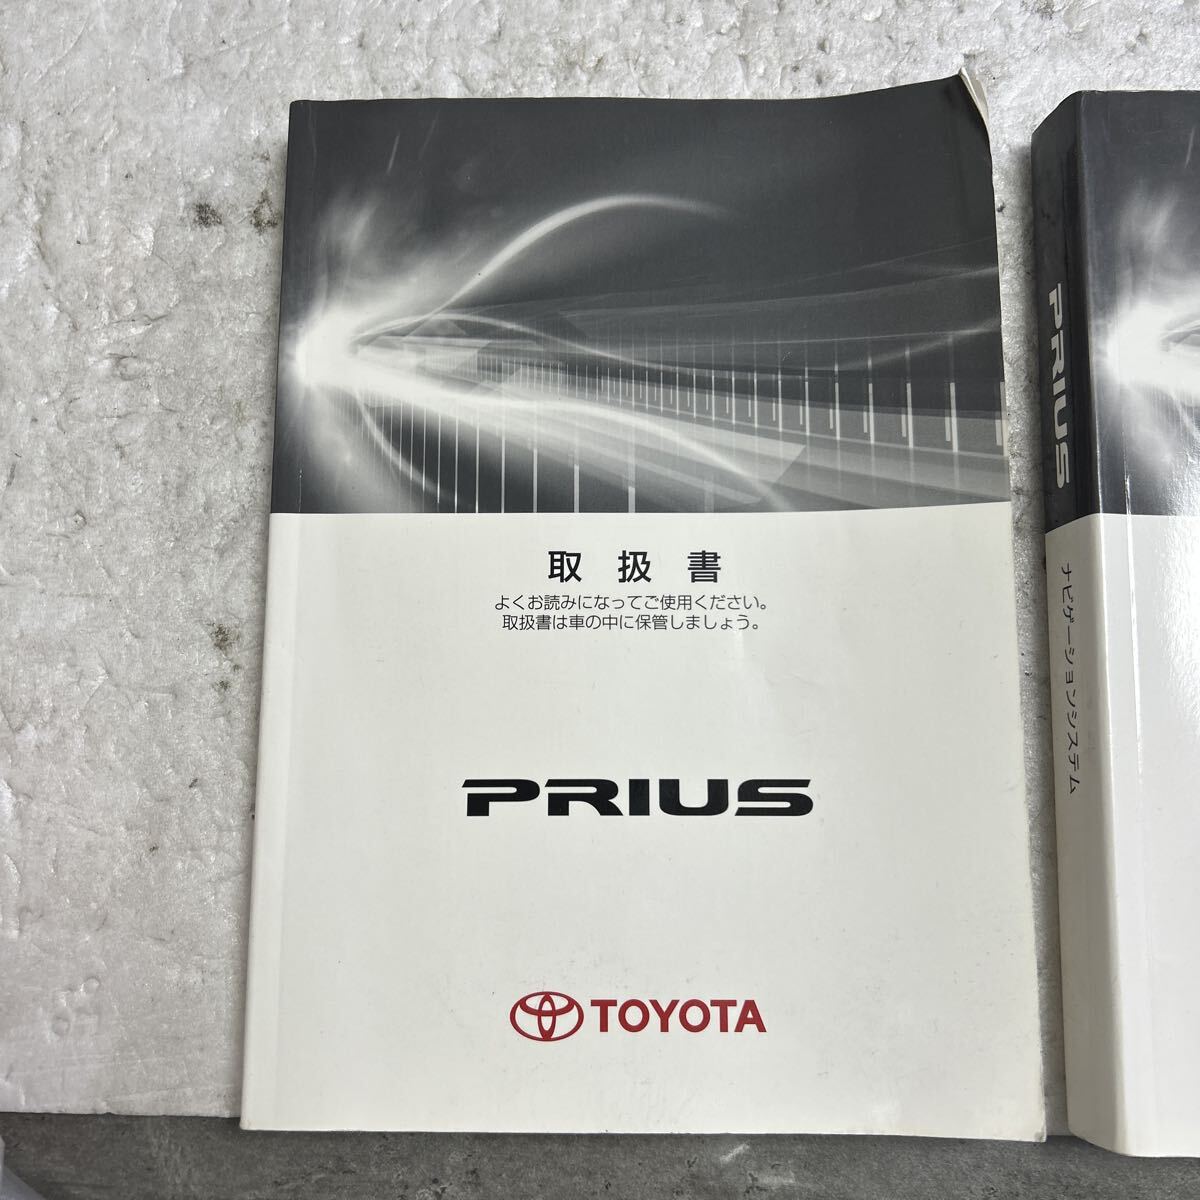 取扱書
よくお読みになってご使用ください。
取扱書は車の中に保管しましょう。
PRIUS
TOYOTA
PRIUS
ナビゲーションシステム